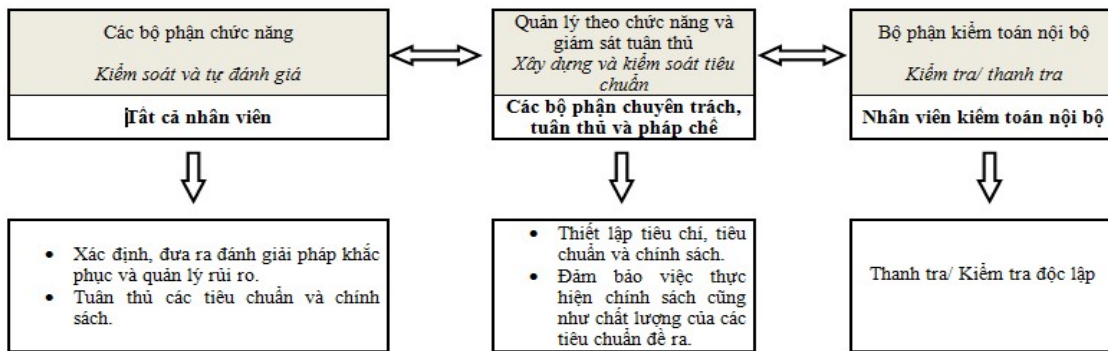 Các bộ phận chức năng
Kiểm soát và tự đánh giá
Tất cả nhân viên
Quản lý theo chức năng và
giám sát tuân thủ
Xây dựng và kiểm soát tiêu
chuẩn
Các bộ phận chuyên trách,
tuân thủ và pháp chế
Bộ phận kiểm toán nội bộ
Kiểm tra/ thanh tra
Nhân viên kiểm toán nội bộ
• Xác định, đưa ra đánh giải pháp khắc
phục và quản lý rủi ro.
• Tuân thủ các tiêu chuẩn và chính
sách.
• Thiết lập tiêu chí, tiêu
chuẩn và chính sách.
• Đảm bảo việc thực
hiện chính sách cũng
như chất lượng của các
tiêu chuẩn đề ra.
Thanh tra/ Kiểm tra độc lập